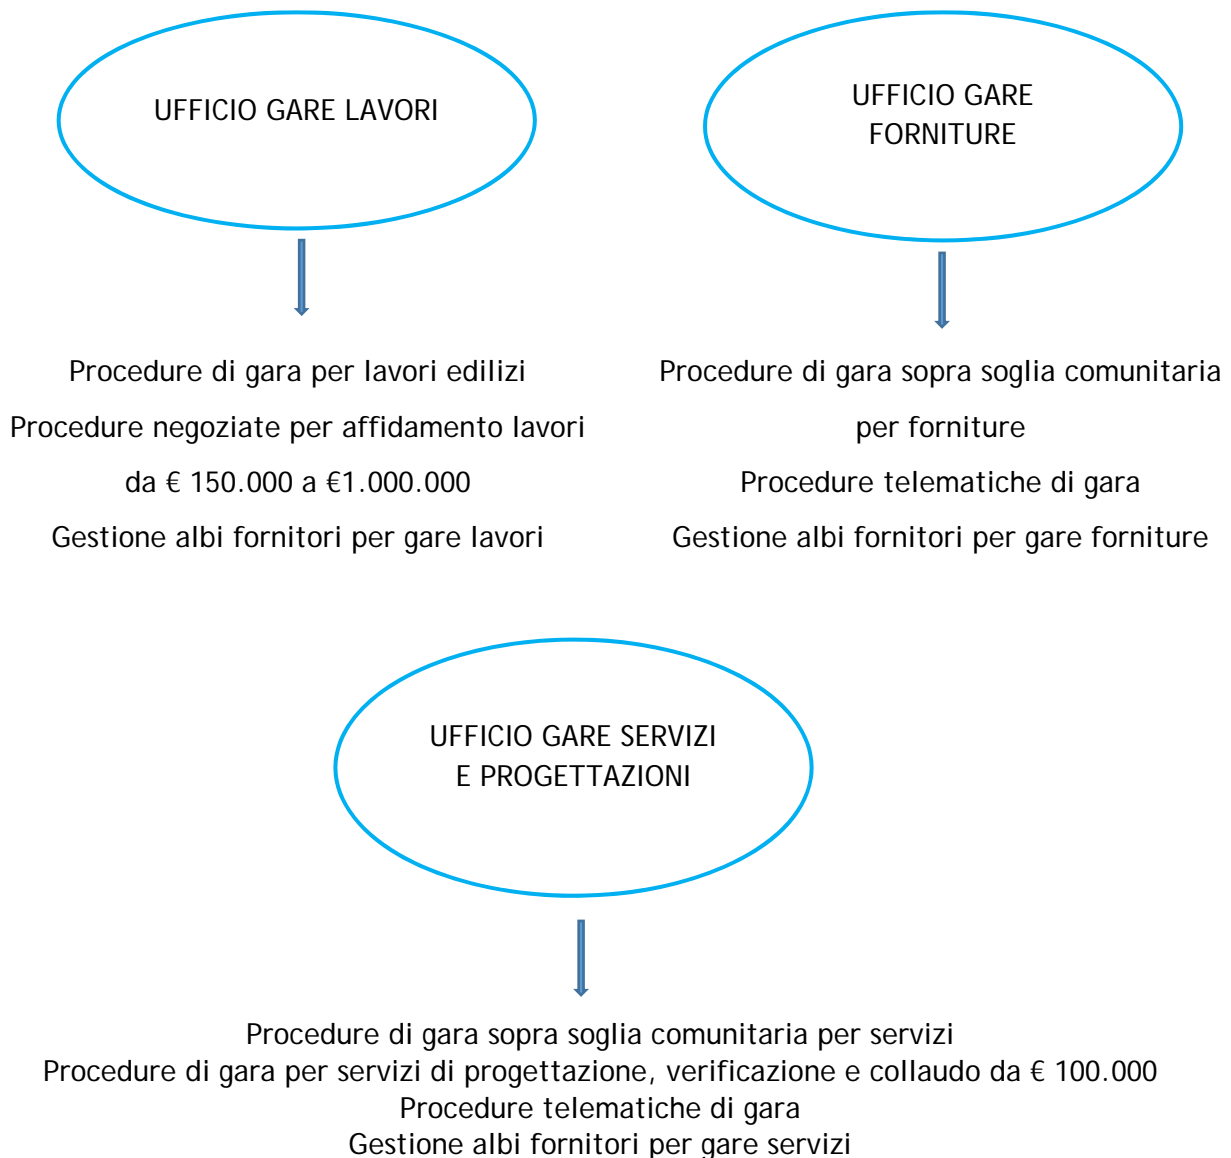 UFFICIO GARE LAVORI
Procedure di gara per lavori edilizi
Procedure negoziate per affidamento lavori
da € 150.000 a €1.000.000
Gestione albi fornitori per gare lavori
UFFICIO GARE
FORNITURE
Procedure di gara sopra soglia comunitaria
per forniture
Procedure telematiche di gara
Gestione albi fornitori per gare forniture
UFFICIO GARE SERVIZI
E PROGETTAZIONI
Procedure di gara sopra soglia comunitaria per servizi
Procedure di gara per servizi di progettazione, verificazione e collaudo da € 100.000
Procedure telematiche di gara
Gestione albi fornitori per gare servizi